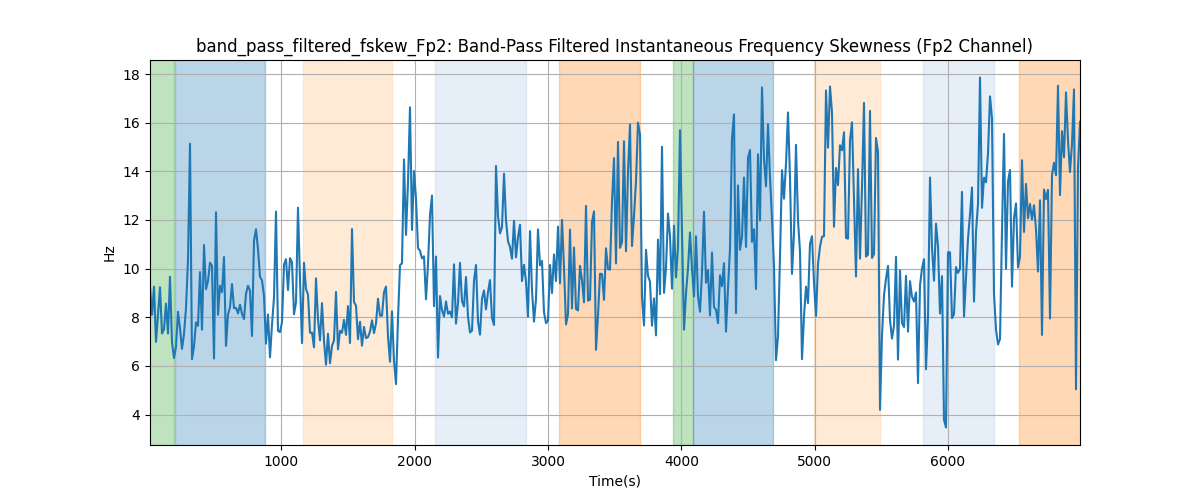 band_pass_filtered_fskew_Fp2: Band-Pass Filtered Instantaneous Frequency Skewness (Fp2 Channel)
18
16
14
12
10
8
6
4
Hz
1000 2000 3000 4000 5000 6000
Time(s)